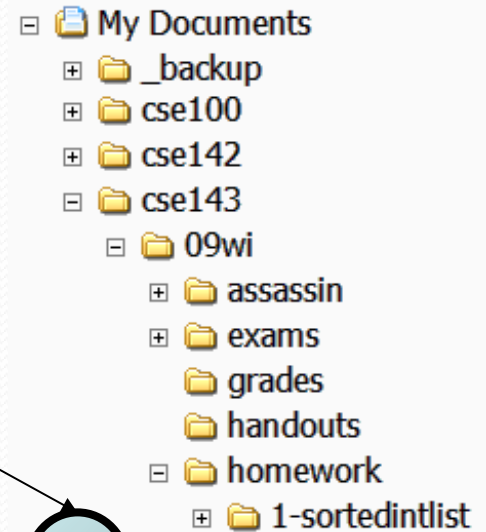 My Documents
_backup
cse100
cse142
cse143
09wi
assassin
exams
grades
handouts
homework
1-sortedintlist